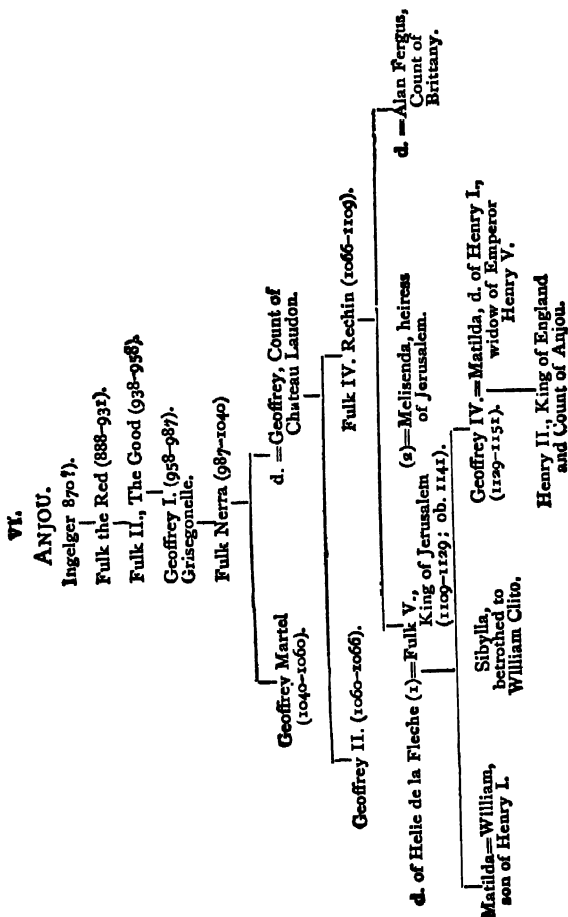 VI.
ANJOU.
Ingelger 870?).
Fulk the Red (888–931).
Fulk II., The Good (938–958).
Geoffrey I. (958–987).
Grisegonelle.
Fulk Nerra (987–1040)
Geoffrey Martel
(1040–1060).
d. = Geoffrey, Count of
Chateau Laudon.
Geoffrey II. (1060–1066).
Fulk IV. Rechin (1066–1109).
d. of Helie de la Fleche (1)=Fulk V.,
King of Jerusalem
(1109–1129; ob. 1141).
(2)=Melisenda, heiress
of Jerusalem.
d. =Alan Fergus,
Count of
Brittany.
Matilda=William,
son of Henry I.
Sibylla,
betrothed to
William Clito.
Geoffrey IV.=Matilda, d. of Henry I.,
(1129–1151). widow of Emperor
Henry V.
Henry II., King of England
and Count of Anjou.